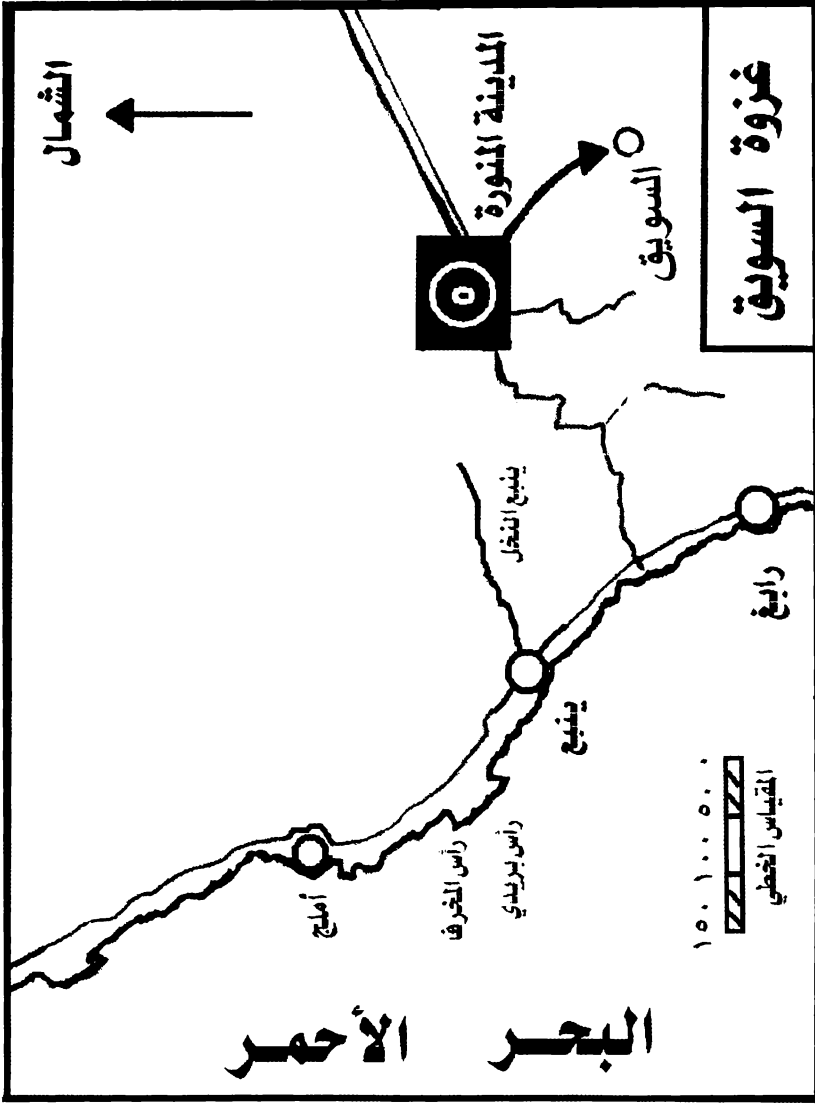 غزوة السويق
الشمال
المدينة المنورة
السويق
ينبع النخل
رابغ
ينبع
أملج
رأس المخرفا
رأس بريدي
المقياس الخطي
١٥٠ ١٠٠ ٥٠ ٠
البحر
الأحمر